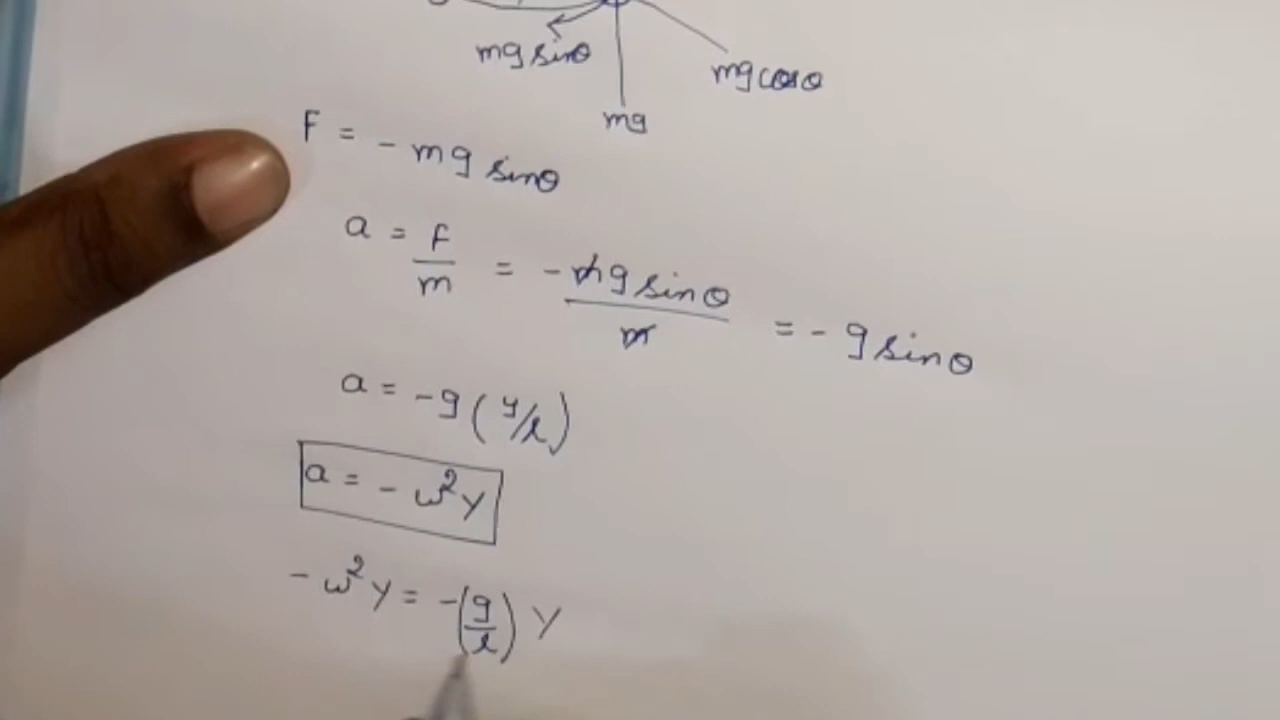 mg sinθ
mg cosθ
mg
F = - mg sinθ
a = F/m = - mg sinθ/m = - g sinθ
a = -g (y/l)
a = - ω²y
- ω²y = -(g/l) y